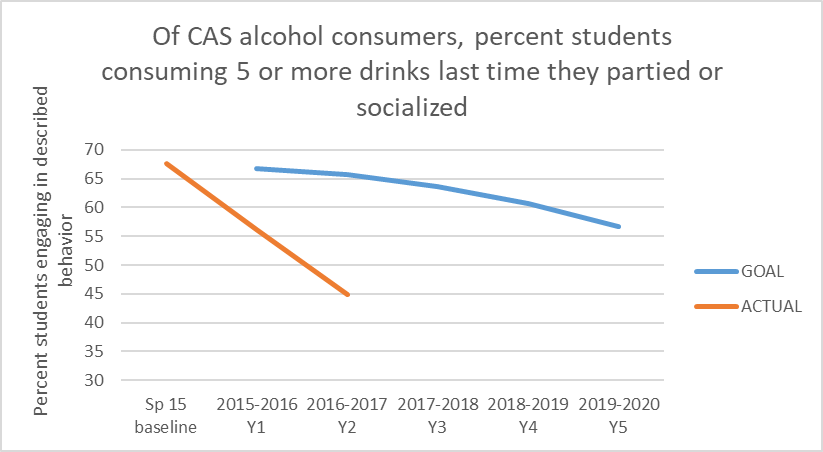 Of CAS alcohol consumers, percent students
consuming 5 or more drinks last time they partied or
socialized
Percent students engaging in described
behavior
70
65
60
55
50
45
40
35
30
Sp 15
baseline
2015-2016
Y1
2016-2017
Y2
2017-2018
Y3
2018-2019
Y4
2019-2020
Y5
GOAL
ACTUAL